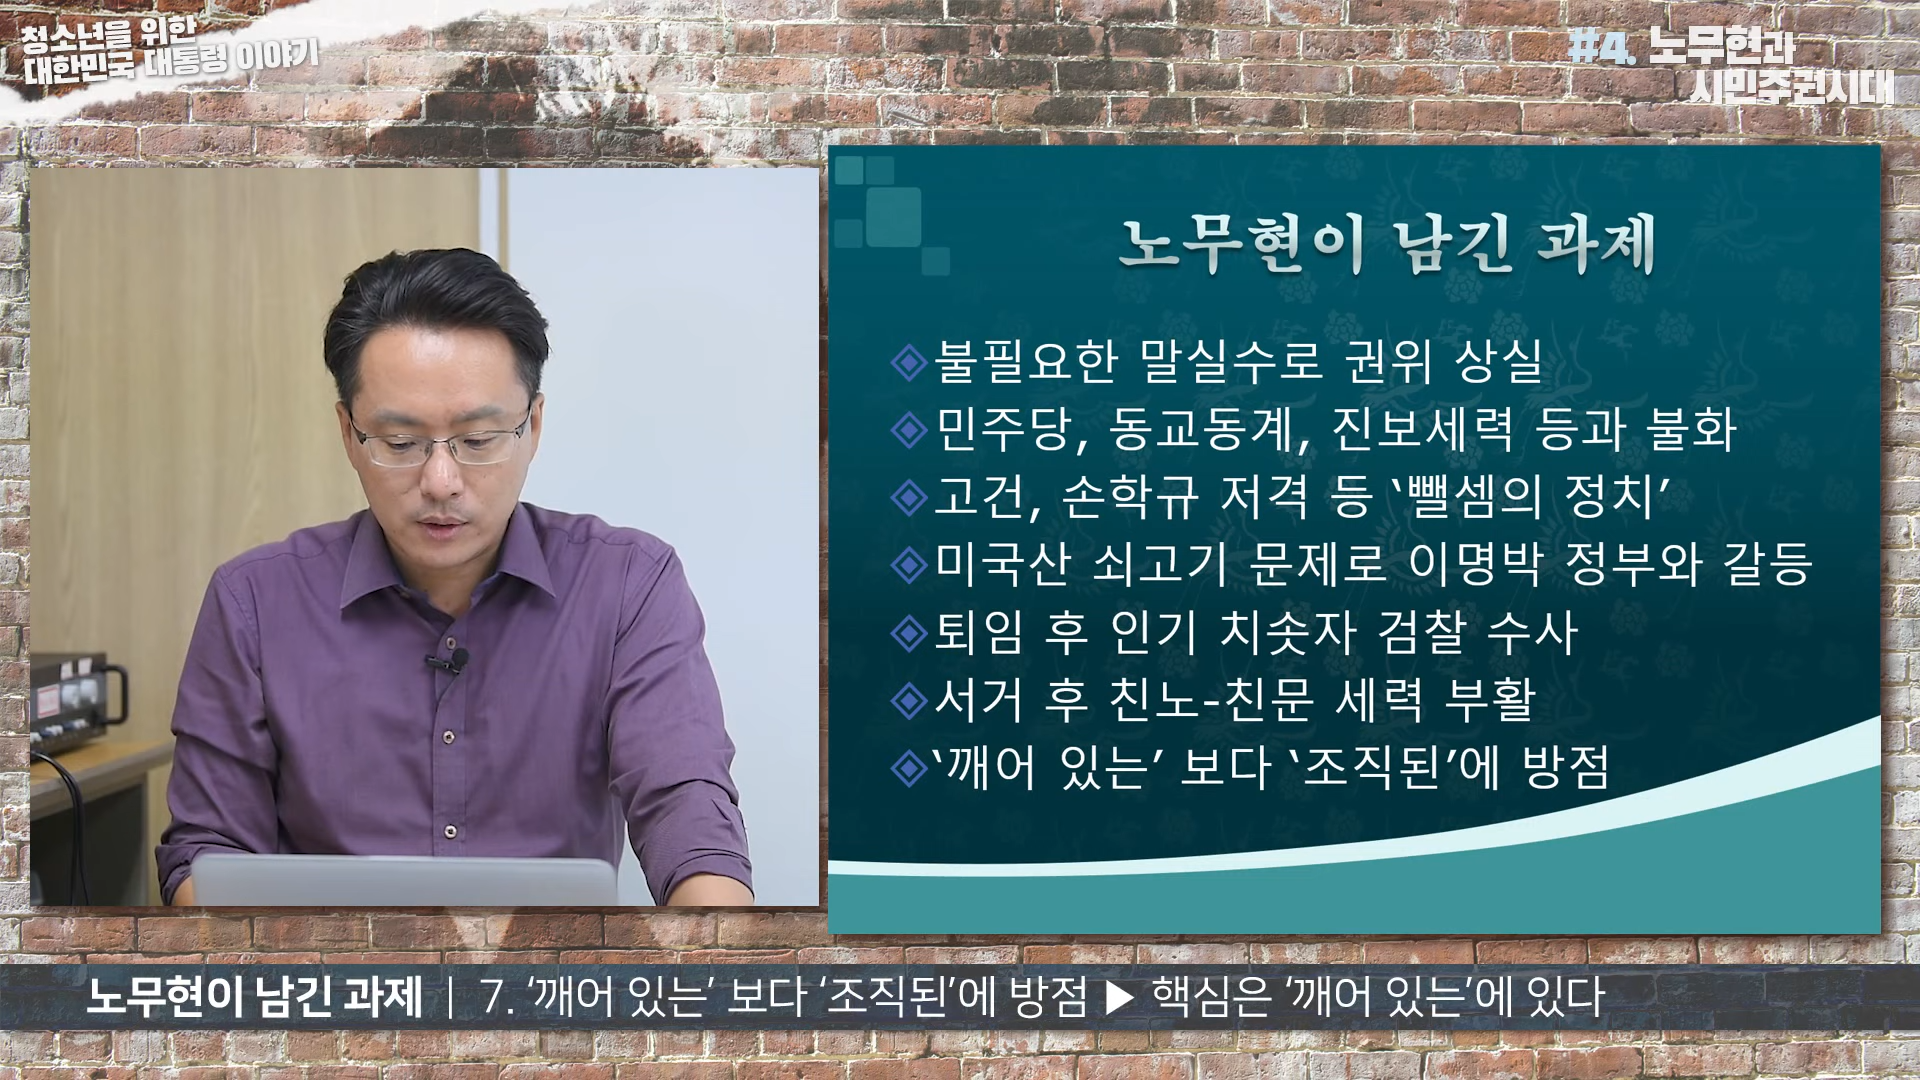 청소년을 위한
대한민국 대통령 이야기
#4. 노무현과
시민주권시대
노무현이 남긴 과제
불필요한 말실수로 권위 상실
민주당, 동교동계, 진보세력 등과 불화
고건, 손학규 저격 등 ‘뺄셈의 정치’
미국산 쇠고기 문제로 이명박 정부와 갈등
퇴임 후 인기 치솟자 검찰 수사
서거 후 친노-친문 세력 부활
‘깨어 있는’ 보다 ‘조직된’에 방점
노무현이 남긴 과제 | 7. ‘깨어 있는’ 보다 ‘조직된’에 방점 ▶ 핵심은 ‘깨어 있는’에 있다